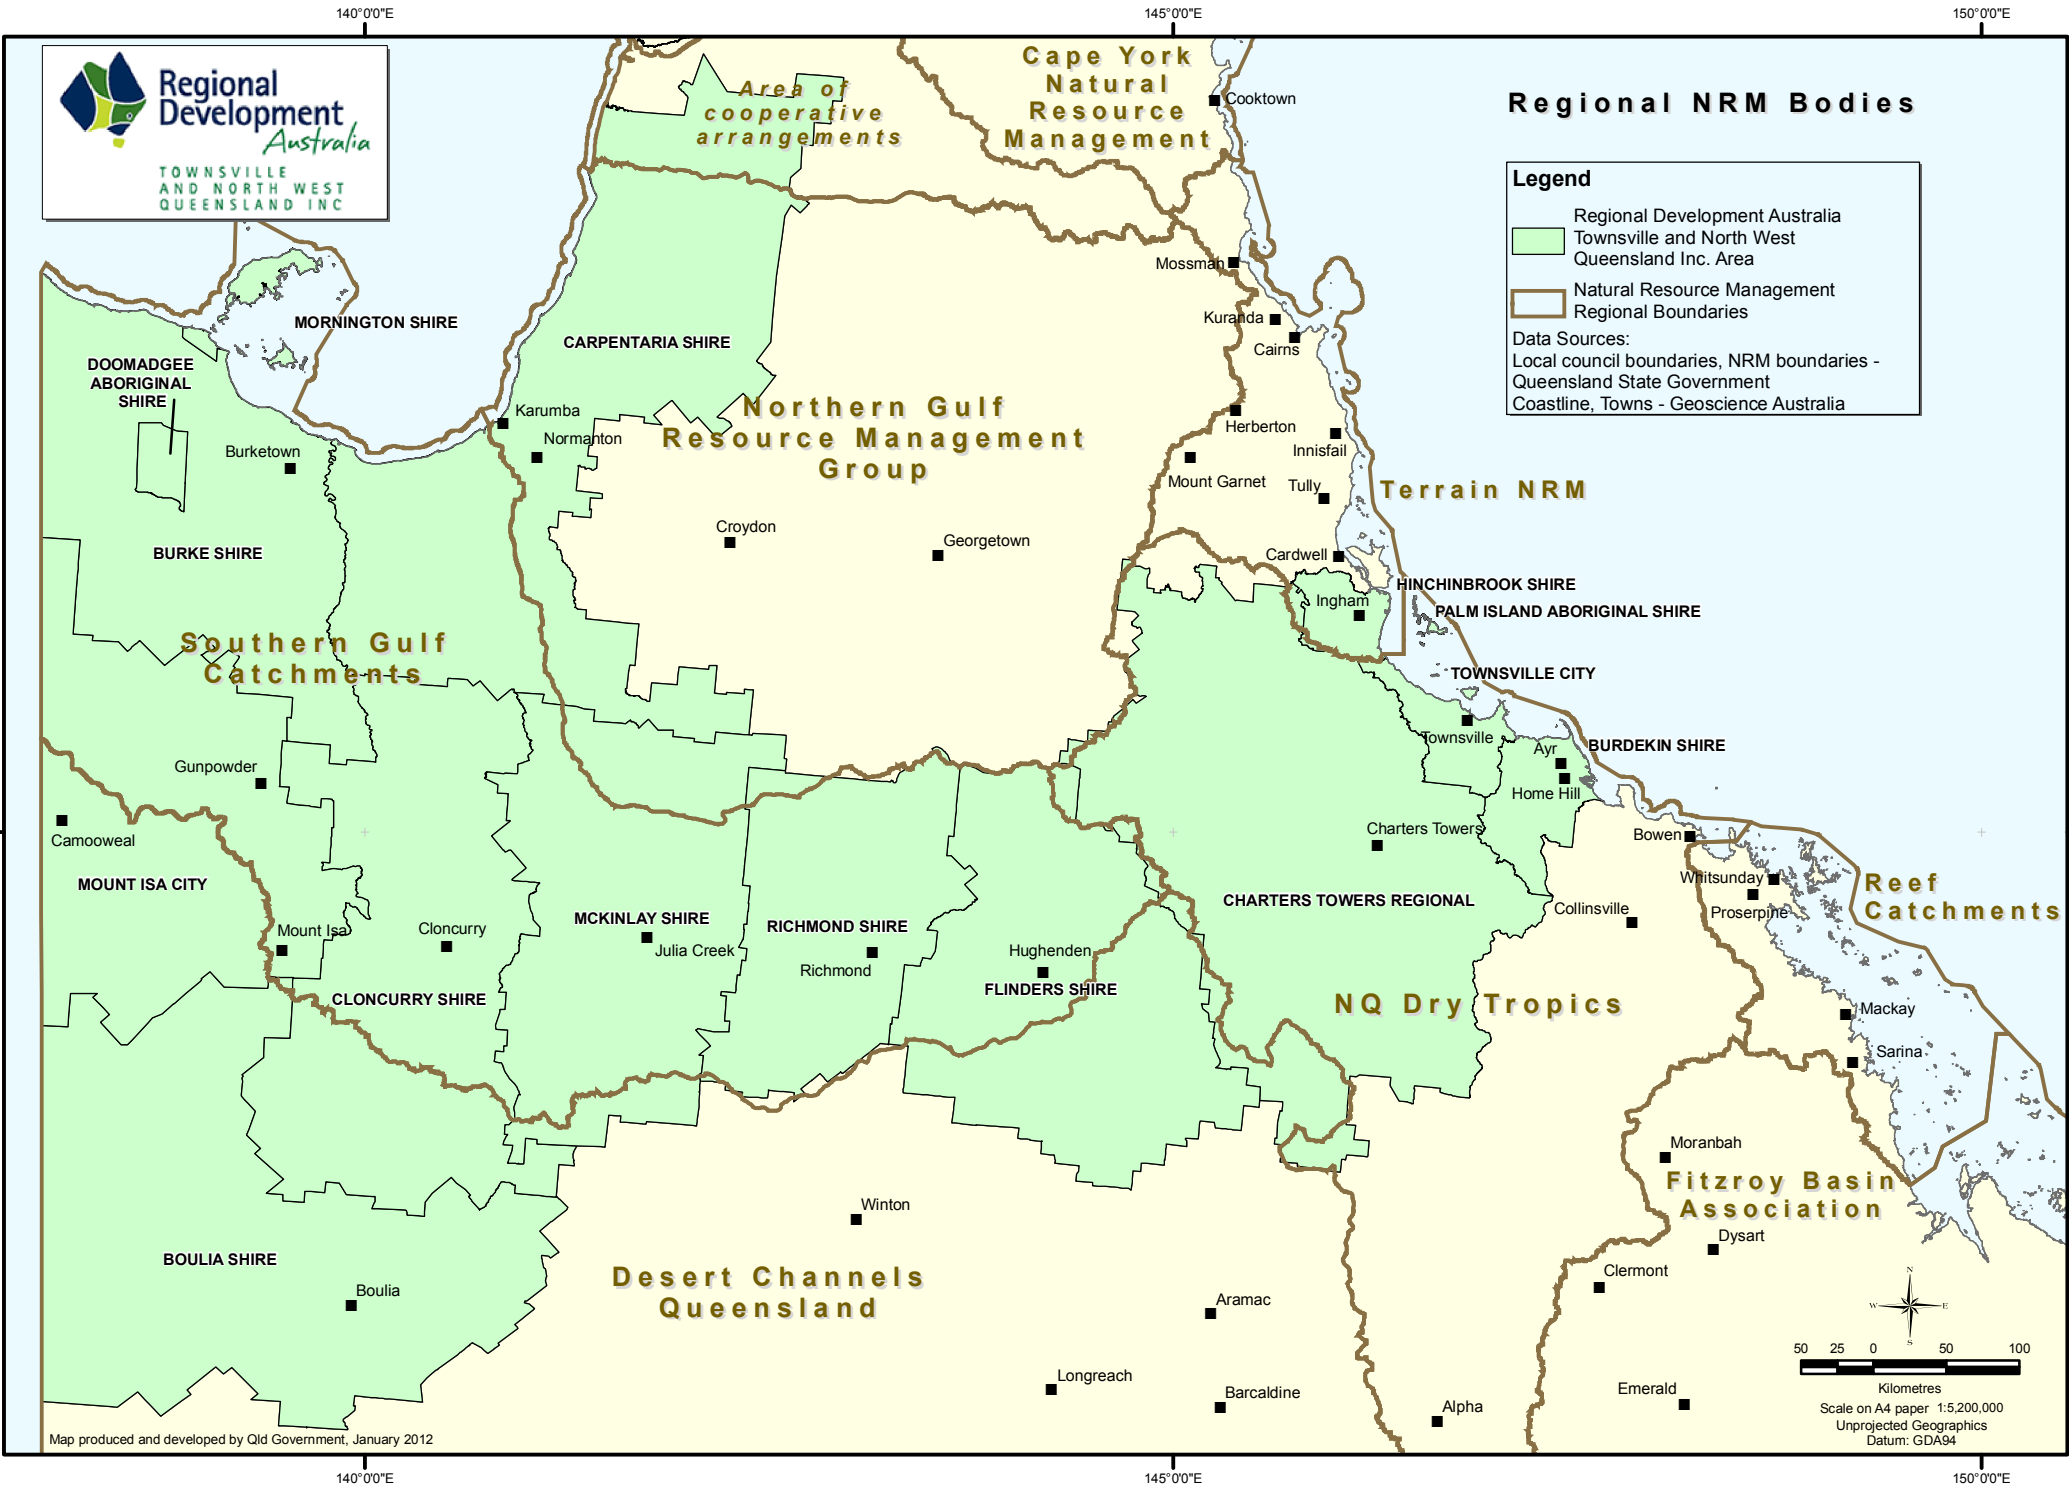 140°0'0"E
145°0'0"E
150°0'0"E
Regional
Development
Australia
TOWNSVILLE
AND NORTH WEST
QUEENSLAND INC
Area of
cooperative
arrangements
Cape York
Natural
Resource
Management
Cooktown
Regional NRM Bodies
Legend
Regional Development Australia
Townsville and North West
Queensland Inc. Area
Natural Resource Management
Regional Boundaries
Data Sources:
Local council boundaries, NRM boundaries -
Queensland State Government
Coastline, Towns - Geoscience Australia
Mossman
MORNINGTON SHIRE
CARPENTARIA SHIRE
Kuranda
Cairns
DOOMADGEE
ABORIGINAL
SHIRE
Karumba
Normanton
Northern Gulf
Resource Management
Group
Herberton
Innisfail
Burketown
Mount Garnet
Tully
Terrain NRM
Croydon
Georgetown
BURKE SHIRE
Cardwell
HINCHINBROOK SHIRE
Ingham
PALM ISLAND ABORIGINAL SHIRE
Southern Gulf
Catchments
TOWNSVILLE CITY
Townsville
Ayr
BURDEKIN SHIRE
Gunpowder
Home Hill
Camooweal
Charters Towers
Bowen
MOUNT ISA CITY
Whitsunday
Reef
Catchments
Proserpine
CHARTERS TOWERS REGIONAL
Collinsville
MCKINLAY SHIRE
RICHMOND SHIRE
Mount Isa
Cloncurry
Julia Creek
Richmond
Hughenden
FLINDERS SHIRE
CLONCURRY SHIRE
NQ Dry Tropics
Mackay
Sarina
Moranbah
Fitzroy Basin
Association
Winton
Dysart
BOULIA SHIRE
Boulia
Desert Channels
Queensland
Clermont
Aramac
N
W
E
S
Longreach
Barcaldine
Alpha
Emerald
50 25 0 50 100
Kilometres
Scale on A4 paper 1:5,200,000
Unprojected Geographics
Datum: GDA94
Map produced and developed by Qld Government, January 2012
140°0'0"E
145°0'0"E
150°0'0"E